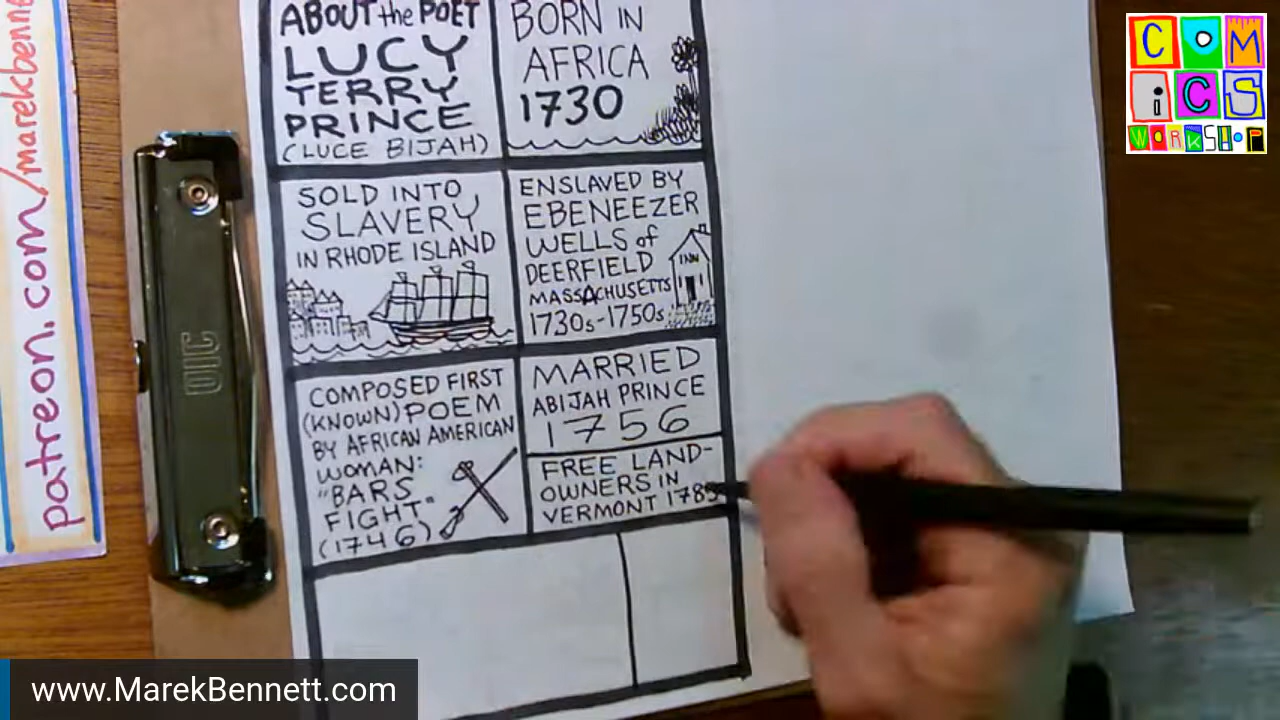 patreon.com/marekbenne
ABOUT the POET
LUCY
TERRY
PRINCE
(LUCE BIJAH)
BORN IN
AFRICA
1730
SOLD INTO
SLAVERY
IN RHODE ISLAND
ENSLAVED BY
EBENEEZER
WELLS of
DEERFIELD
MASSACHUSETTS
1730s-1750s
INN
COMPOSED FIRST
(KNOWN) POEM
BY AFRICAN AMERICAN
WOMAN:
"BARS
FIGHT"
(1746)
MARRIED
ABIJAH PRINCE
1756
FREE LAND-
OWNERS IN
VERMONT
OIC
COMiCS
WORKSHOP
www.MarekBennett.com